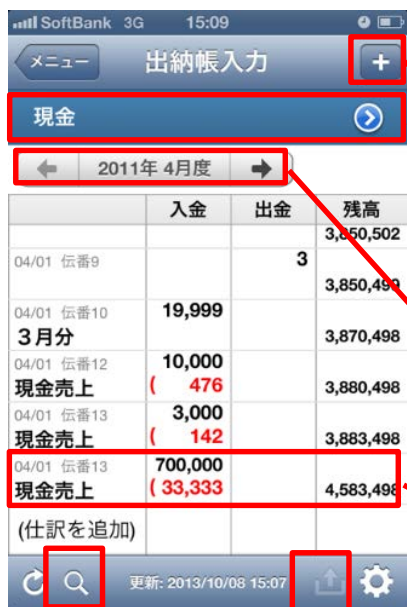 SoftBank 3G 15:09
メニュー 出納帳入力 +
現金
2011年 4月度
入金 出金 残高
3,850,502
04/01 伝番9 3
3,850,499
04/01 伝番10 19,999
3月分 3,870,498
04/01 伝番12 10,000
現金売上 ( 476 3,880,498
04/01 伝番13 3,000
現金売上 ( 142 3,883,498
04/01 伝番13 700,000
現金売上 ( 33,333 4,583,498
(仕訳を追加)
更新: 2013/10/08 15:07